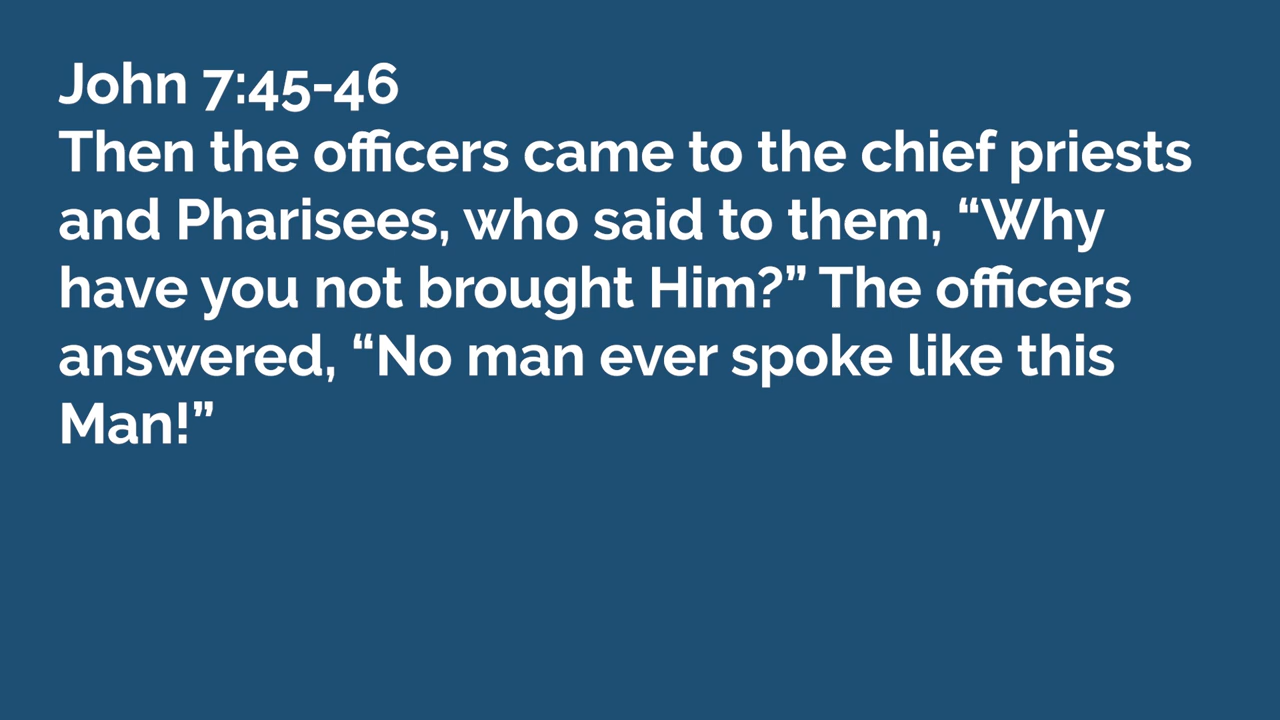 John 7:45-46
Then the officers came to the chief priests
and Pharisees, who said to them, “Why
have you not brought Him?” The officers
answered, “No man ever spoke like this
Man!”